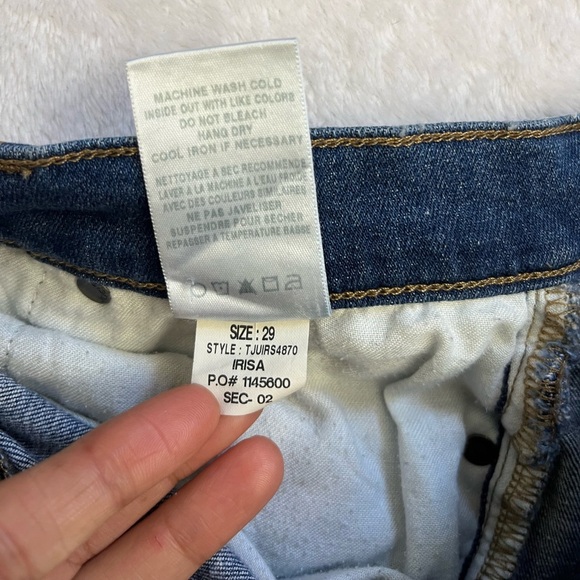 MACHINE WASH COLD
INSIDE OUT WITH LIKE COLORS
DO NOT BLEACH
HANG DRY
COOL IRON IF NECESSARY
NETTOYAGE A SEC RECOMMENDE
LAVER A LA MACHINE A L'EAU FROIDE
AVEC DES COULEURS SIMILAIRES
NE PAS JAVELISER
SUSPENDRE POUR SECHER
REPASSER A TEMPERATURE BASSE
SIZE : 29
STYLE : TJUIRS4870
IRISA
P.O# 1145600
SEC- 02